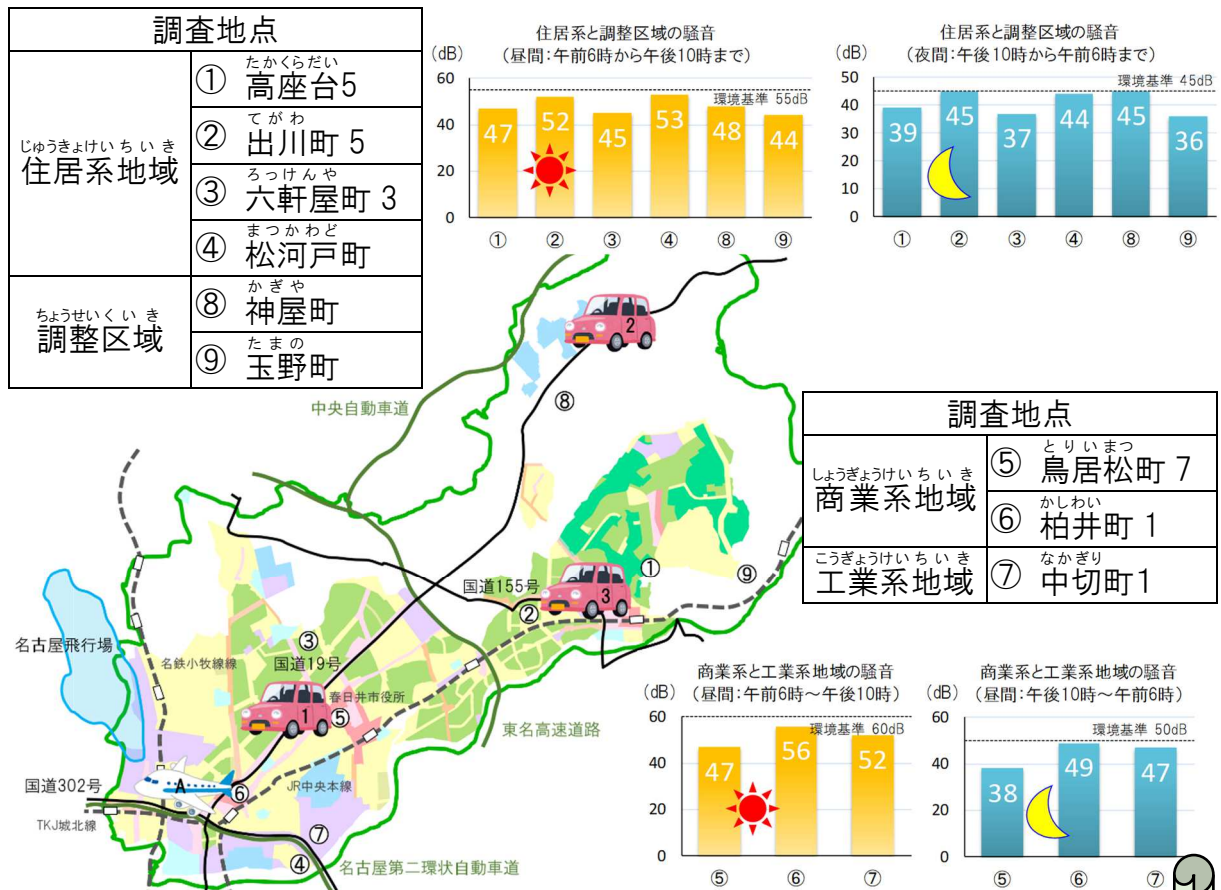 調査地点
じゅうきょけいちいき
住居系地域
たかくらだい
① 高座台5
てがわ
② 出川町 5
ろっけんや
③ 六軒屋町 3
まつかわど
④ 松河戸町
ちょうせいくいき
調整区域
かぎや
⑧ 神屋町
たまの
⑨ 玉野町
住居系と調整区域の騒音
(dB) (昼間:午前6時から午後10時まで)
60
環境基準 55dB
40
20
0
47 52 45 53 48 44
① ② ③ ④ ⑧ ⑨
住居系と調整区域の騒音
(dB) (夜間:午後10時から午前6時まで)
50
環境基準 45dB
40
30
20
10
0
39 45 37 44 45 36
① ② ③ ④ ⑧ ⑨
2
中央自動車道
⑧
国道155号
3
①
⑨
②
名古屋飛行場
名鉄小牧線線
③
国道19号
1
春日井市役所
⑤
東名高速道路
国道302号
A
⑥
JR中央本線
TKJ城北線
⑦
④
名古屋第二環状自動車道
調査地点
しょうぎょうけいちいき
商業系地域
とりいまつ
⑤ 鳥居松町 7
かしわい
⑥ 柏井町 1
こうぎょうけいちいき
工業系地域
なかぎり
⑦ 中切町1
商業系と工業系地域の騒音
(dB) (昼間:午前6時~午後10時)
60
環境基準 60dB
40
20
0
47 56 52
⑤ ⑥ ⑦
商業系と工業系地域の騒音
(dB) (昼間:午後10時~午前6時)
60
環境基準 50dB
40
20
0
38 49 47
⑤ ⑥ ⑦